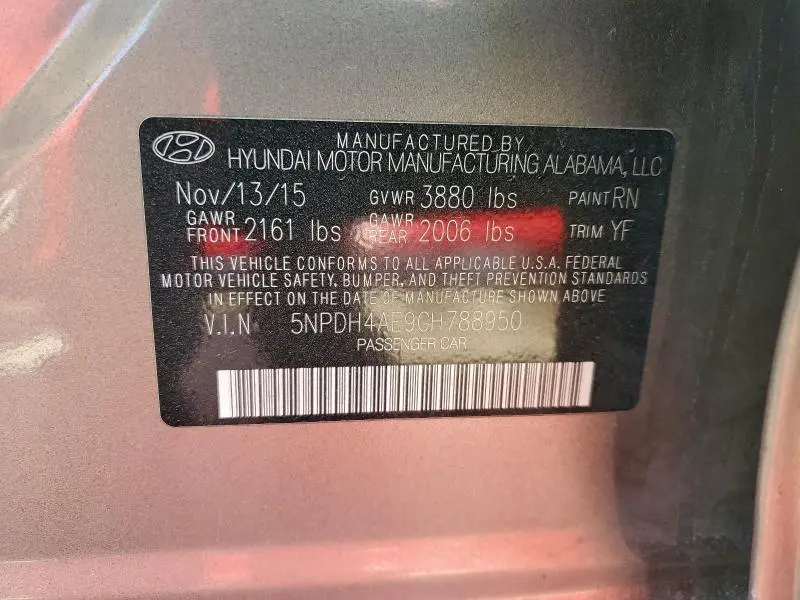 MANUFACTURED BY
HYUNDAI MOTOR MANUFACTURING ALABAMA, LLC
Nov/13/15 GVWR 3880 lbs PAINT RN
GAWR FRONT 2161 lbs GAWR REAR 2006 lbs TRIM YF
THIS VEHICLE CONFORMS TO ALL APPLICABLE U.S.A. FEDERAL
MOTOR VEHICLE SAFETY, BUMPER, AND THEFT PREVENTION STANDARDS
IN EFFECT ON THE DATE OF MANUFACTURE SHOWN ABOVE
V.I.N 5NPDH4AE9GH788950
PASSENGER CAR